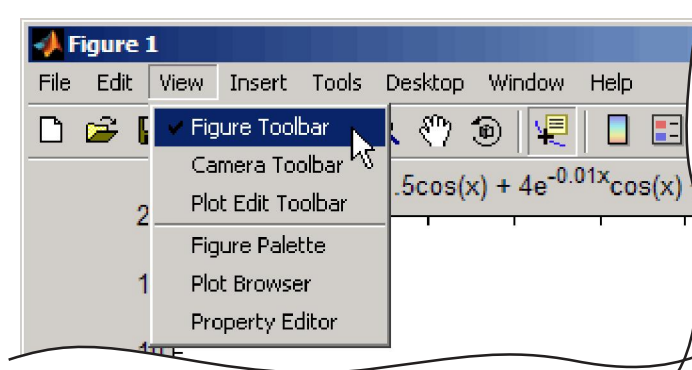 Figure 1
File Edit View Insert Tools Desktop Window Help
Figure Toolbar
Camera Toolbar
.5cos(x) + 4e^-0.01x cos(x)
Plot Edit Toolbar
2
Figure Palette
1
Plot Browser
Property Editor